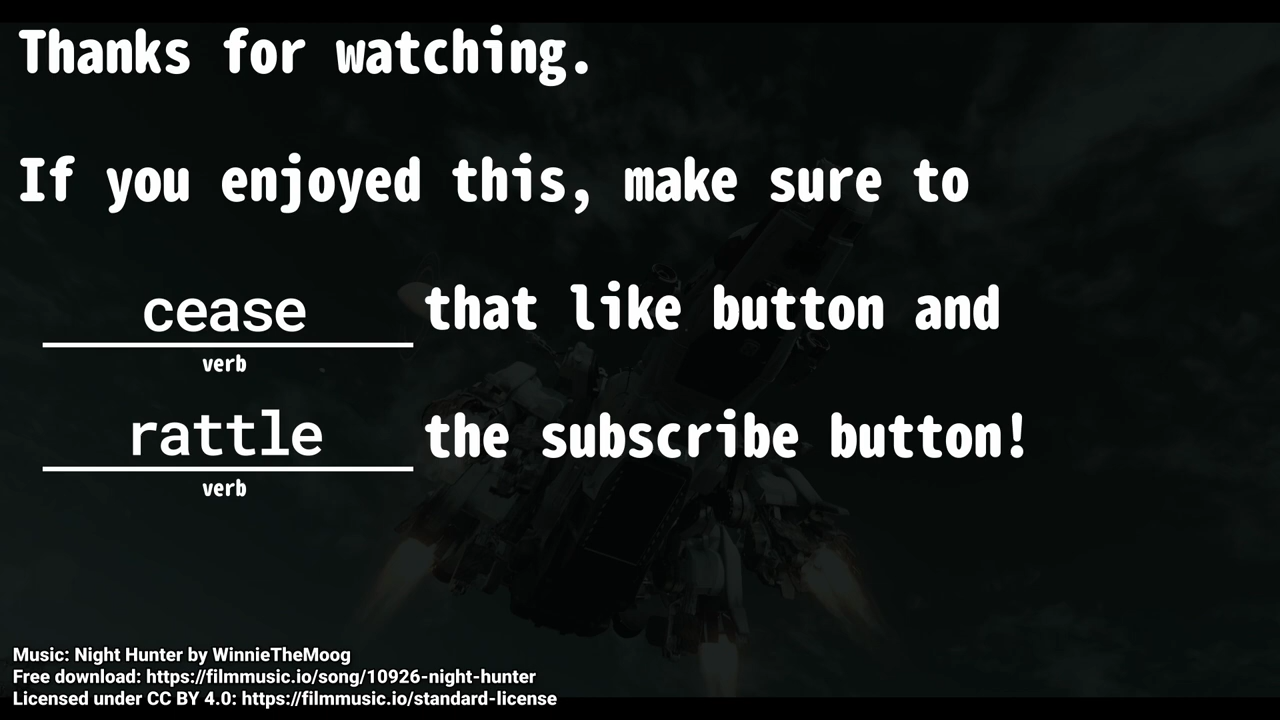 Thanks for watching.
If you enjoyed this, make sure to
cease that like button and
verb
rattle the subscribe button!
verb
Music: Night Hunter by WinnieTheMoog
Free download: https://filmmusic.io/song/10926-night-hunter
Licensed under CC BY 4.0: https://filmmusic.io/standard-license